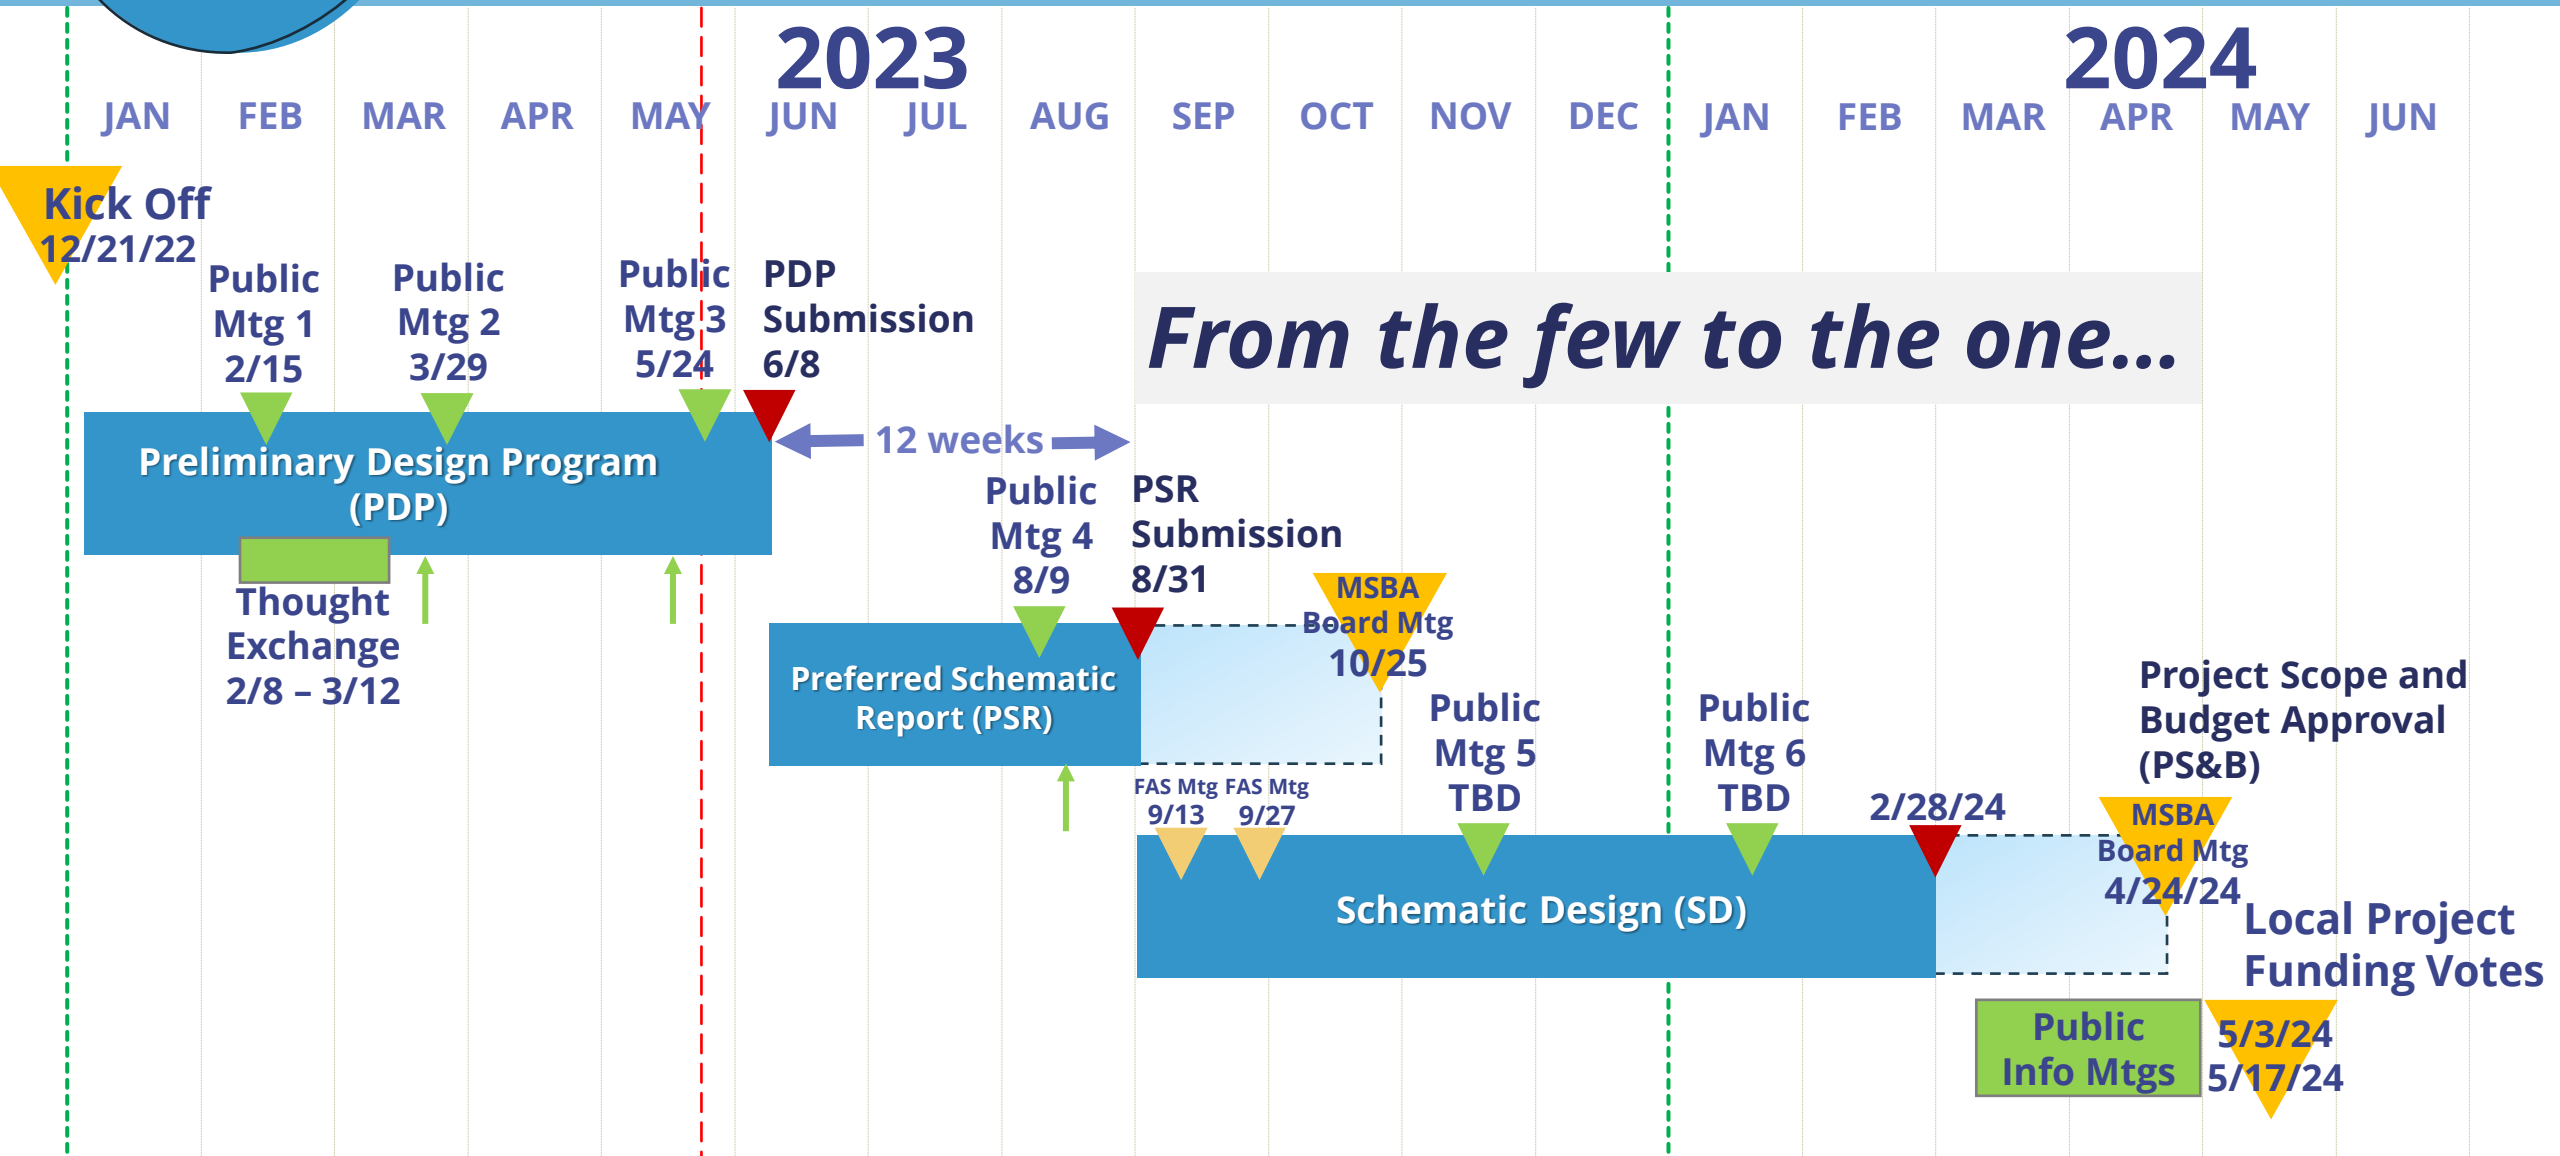 2023
2024
JAN FEB MAR APR MAY JUN JUL AUG SEP OCT NOV DEC JAN FEB MAR APR MAY JUN
Kick Off
12/21/22
Public
Mtg 1
2/15
Public
Mtg 2
3/29
Public
Mtg 3
5/24
PDP
Submission
6/8
From the few to the one...
Preliminary Design Program
(PDP)
12 weeks
Thought
Exchange
2/8 – 3/12
Public
Mtg 4
8/9
PSR
Submission
8/31
MSBA
Board Mtg
10/25
Preferred Schematic
Report (PSR)
FAS Mtg
9/13
FAS Mtg
9/27
Public
Mtg 5
TBD
Public
Mtg 6
TBD
2/28/24
Project Scope and
Budget Approval
(PS&B)
MSBA
Board Mtg
4/24/24
Schematic Design (SD)
Local Project
Funding Votes
Public
Info Mtgs
5/3/24
5/17/24